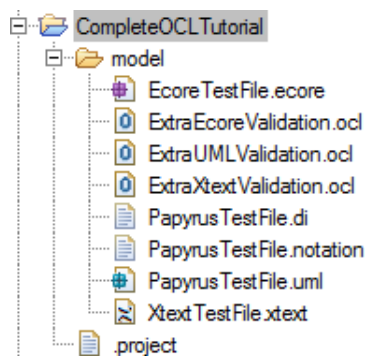 CompleteOCLTutorial
model
EcoreTestFile.ecore
ExtraEcoreValidation.ocl
ExtraUMLValidation.ocl
ExtraXtextValidation.ocl
PapyrusTestFile.di
PapyrusTestFile.notation
PapyrusTestFile.uml
XtextTestFile.xtext
.project